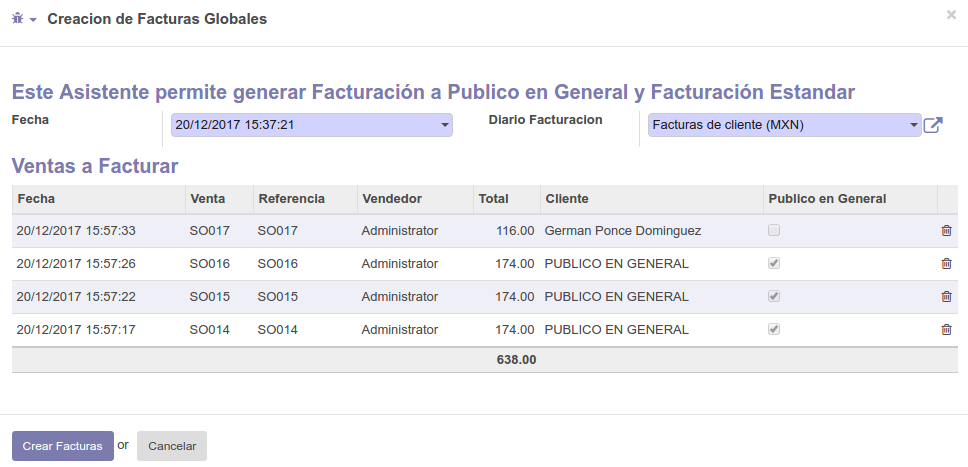 Creacion de Facturas Globales
×
Este Asistente permite generar Facturación a Publico en General y Facturación Estandar
Fecha 20/12/2017 15:37:21 Diario Facturacion Facturas de cliente (MXN)
Ventas a Facturar
Fecha Venta Referencia Vendedor Total Cliente Publico en General
20/12/2017 15:57:33 SO017 SO017 Administrator 116.00 German Ponce Dominguez
20/12/2017 15:57:26 SO016 SO016 Administrator 174.00 PUBLICO EN GENERAL
20/12/2017 15:57:22 SO015 SO015 Administrator 174.00 PUBLICO EN GENERAL
20/12/2017 15:57:17 SO014 SO014 Administrator 174.00 PUBLICO EN GENERAL
638.00
Crear Facturas or Cancelar